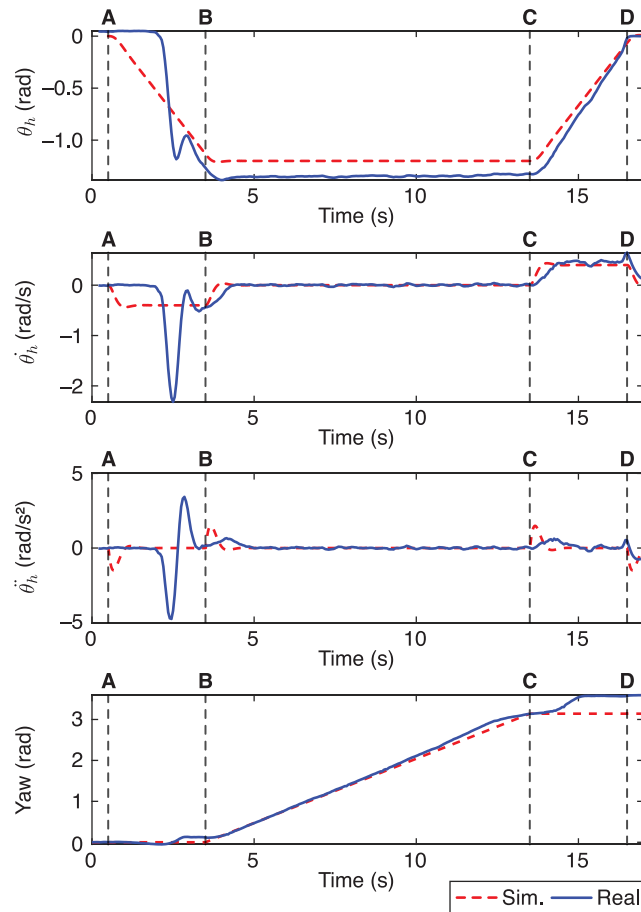 A B C D
0
−0.5
−1.0
θₕ (rad)
0 5 10 15
Time (s)
A B C D
0
−1
−2
θ̇ₕ (rad/s)
0 5 10 15
Time (s)
A B C D
5
0
−5
θ̈ₕ (rad/s²)
0 5 10 15
Time (s)
A B C D
3
2
1
0
Yaw (rad)
0 5 10 15
Time (s)
Sim. Real